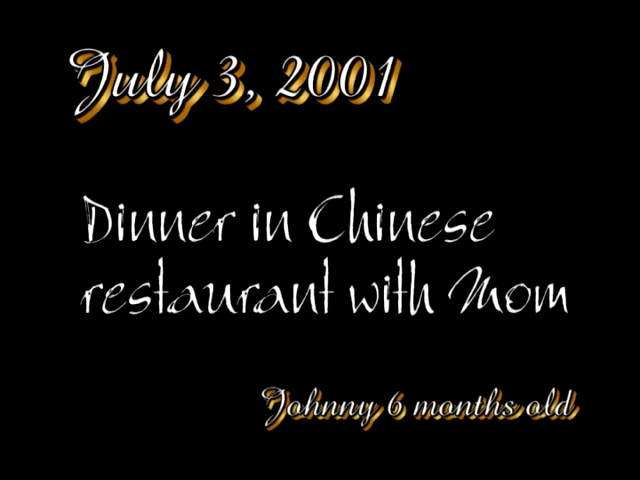 July 3, 2001
Dinner in Chinese
restaurant with Mom
Johnny 6 months old